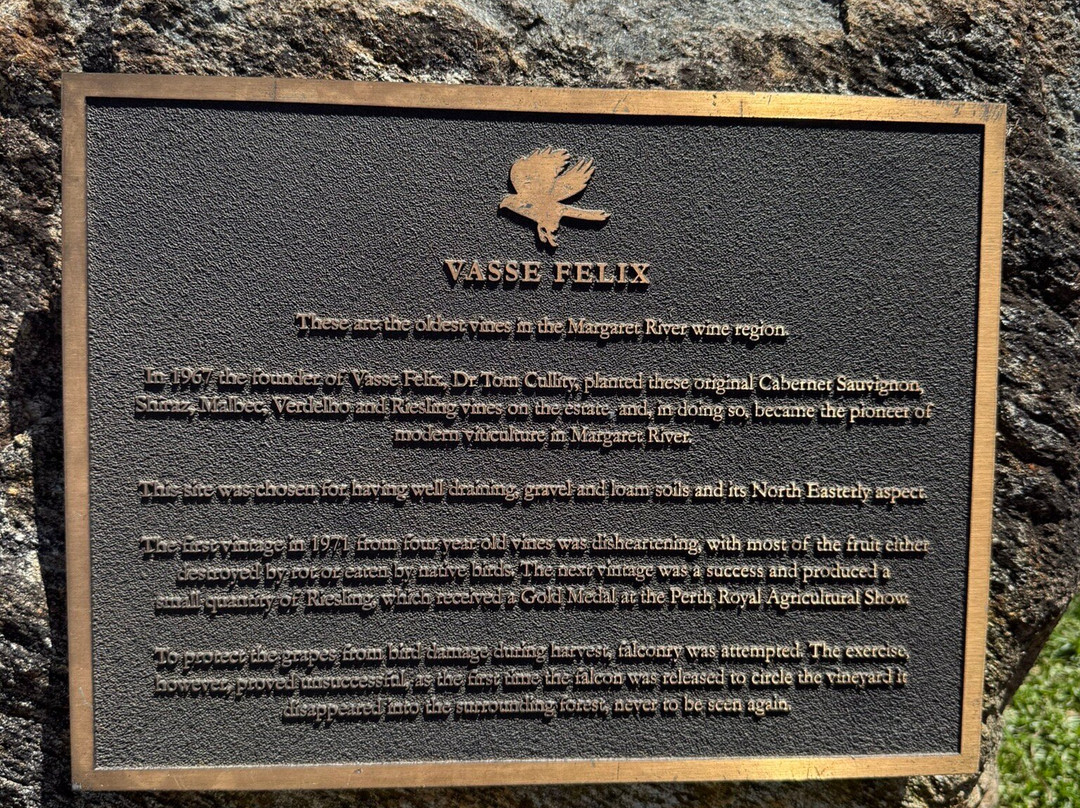 VASSE FELIX
These are the oldest vines in the Margaret River wine region.
In 1967 the founder of Vasse Felix, Dr Tom Cullity, planted these original Cabernet Sauvignon,
Shiraz, Malbec, Verdelho and Riesling vines on the estate, and, in doing so, became the pioneer of
modern viticulture in Margaret River.
This site was chosen for having well draining, gravel and loam soils and its North Easterly aspect.
The first vintage in 1971 from four year old vines was disheartening, with most of the fruit either
destroyed by rot or eaten by native birds. The next vintage was a success and produced a
small quantity of Riesling, which received a Gold Medal at the Perth Royal Agricultural Show.
To protect the grapes from bird damage during harvest, falconry was attempted. The exercise,
however, proved unsuccessful, as the first time the falcon was released to circle the vineyard it
disappeared into the surrounding forest, never to be seen again.